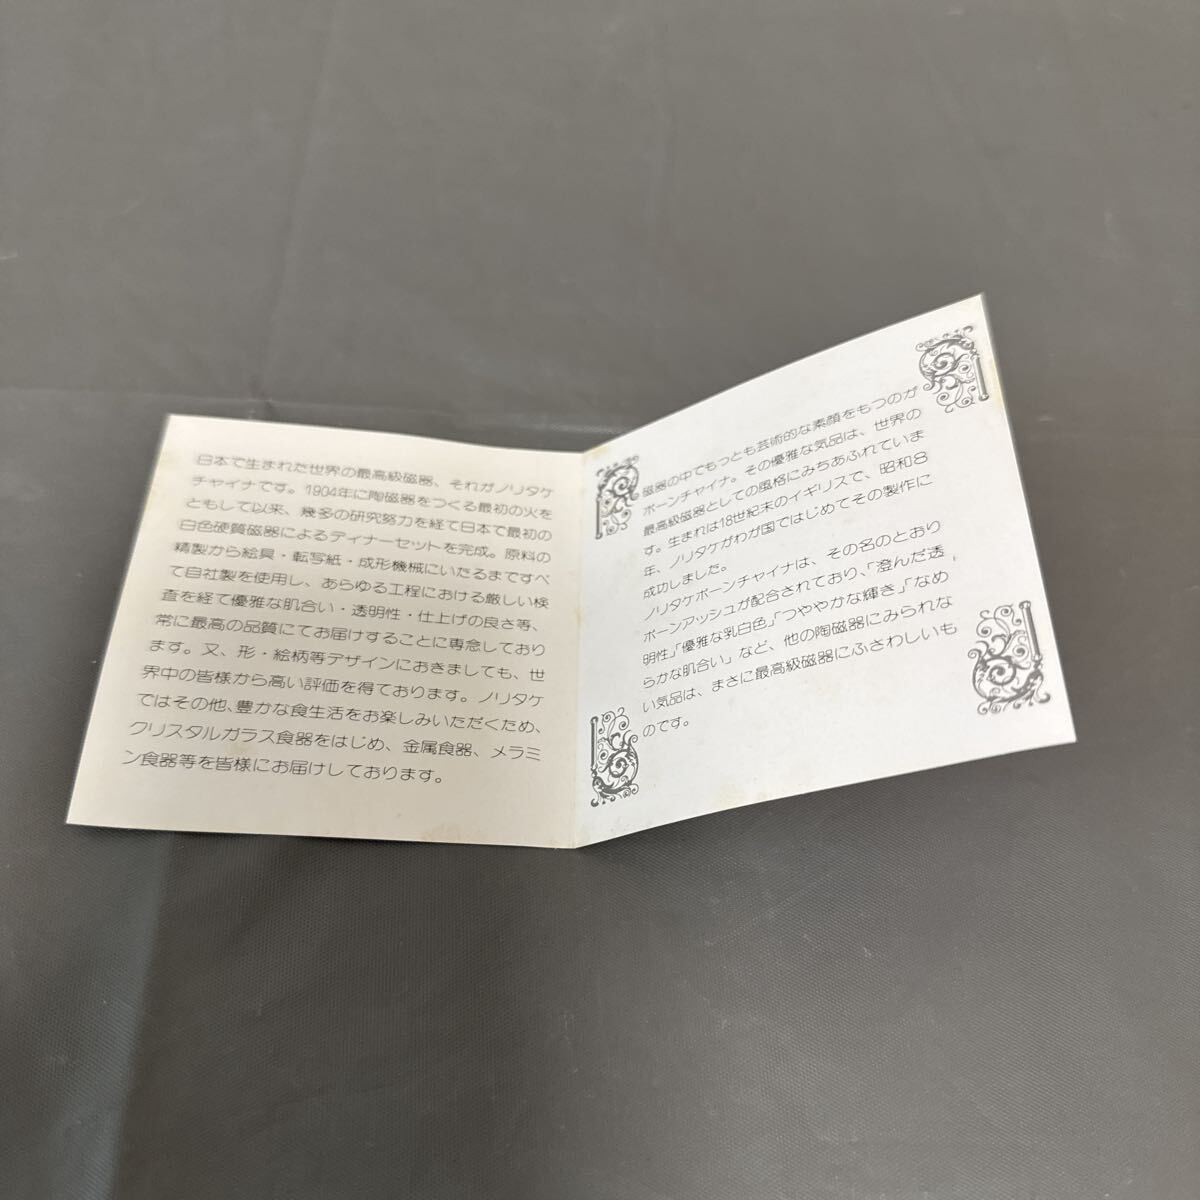 日本で生まれた世界の最高級磁器、それがノリタケ
チャイナです。1904年に陶磁器をつくる最初の火を
ともして以来、幾多の研究努力を経て日本で最初の
白色硬質磁器によるディナーセットを完成。原料の
精製から絵具・転写紙・成形機械にいたるまですべ
て自社製を使用し、あらゆる工程における厳しい検
査を経て優雅な肌合い・透明性・仕上げの良さ等、
常に最高の品質にてお届けすることに専念しており
ます。又、形・絵柄等デザインにおきましても、世
界中の皆様から高い評価を得ております。ノリタケ
ではその他、豊かな食生活をお楽しみいただくため、
クリスタルガラス食器をはじめ、金属食器、メラミ
ン食器等を皆様にお届けしております。
磁器の中でもっとも芸術的な素顔をもつのが
ボーンチャイナ。その優雅な気品は、世界の
最高級磁器としての風格にみちあふれていま
す。生まれは18世紀末のイギリスで、昭和8
年、ノリタケがわが国ではじめてその製作に
成功しました。
ノリタケボーンチャイナは、その名のとおり
ボーンアッシュが配合されており、「澄んだ透
明性」「優雅な乳白色」「つややかな輝き」「なめ
らかな肌合い」など、他の陶磁器にみられな
い気品は、まさに最高級磁器にふさわしいも
のです。